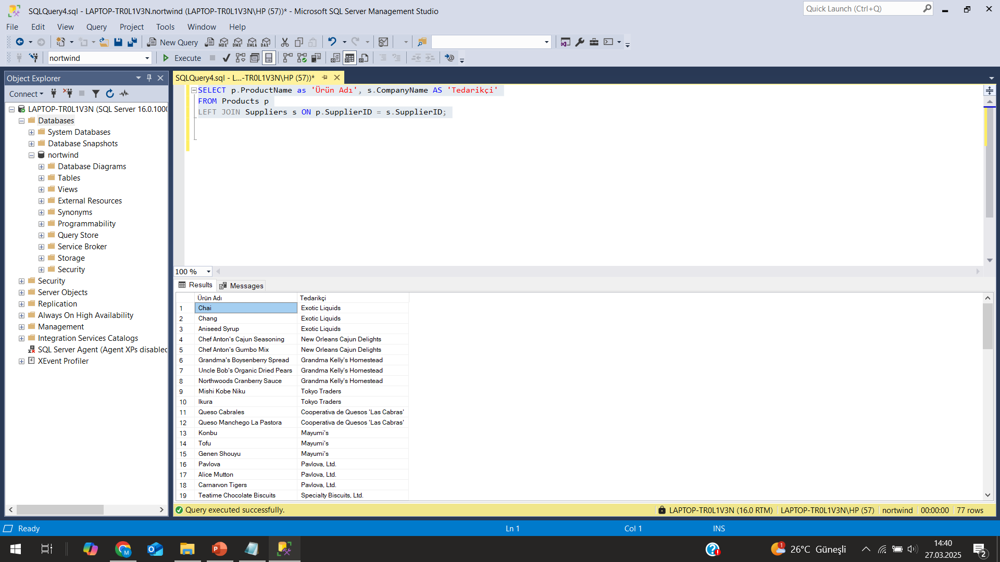 SQLQuery4.sql - LAPTOP-TR0L1V3N.nortwind (LAPTOP-TR0L1V3N\HP (57))* - Microsoft SQL Server Management Studio
Quick Launch (Ctrl+Q)
File Edit View Query Project Tools Window Help
New Query MDX DMX XMLA DAX
nortwind Execute
Object Explorer
Connect
LAPTOP-TR0L1V3N (SQL Server 16.0.1000
Databases
System Databases
Database Snapshots
nortwind
Database Diagrams
Tables
Views
External Resources
Synonyms
Programmability
Query Store
Service Broker
Storage
Security
Security
Server Objects
Replication
Always On High Availability
Management
Integration Services Catalogs
SQL Server Agent (Agent XPs disabled
XEvent Profiler
SQLQuery4.sql - L...-TR0L1V3N\HP (57))*
SELECT p.ProductName as 'Ürün Adı', s.CompanyName AS 'Tedarikçi'
FROM Products p
LEFT JOIN Suppliers s ON p.SupplierID = s.SupplierID;
100 %
Results Messages
Ürün Adı Tedarikçi
1 Chai Exotic Liquids
2 Chang Exotic Liquids
3 Aniseed Syrup Exotic Liquids
4 Chef Anton's Cajun Seasoning New Orleans Cajun Delights
5 Chef Anton's Gumbo Mix New Orleans Cajun Delights
6 Grandma's Boysenberry Spread Grandma Kelly's Homestead
7 Uncle Bob's Organic Dried Pears Grandma Kelly's Homestead
8 Northwoods Cranberry Sauce Grandma Kelly's Homestead
9 Mishi Kobe Niku Tokyo Traders
10 Ikura Tokyo Traders
11 Queso Cabrales Cooperativa de Quesos 'Las Cabras'
12 Queso Manchego La Pastora Cooperativa de Quesos 'Las Cabras'
13 Konbu Mayumi's
14 Tofu Mayumi's
15 Genen Shouyu Mayumi's
16 Pavlova Pavlova, Ltd.
17 Alice Mutton Pavlova, Ltd.
18 Carnarvon Tigers Pavlova, Ltd.
19 Teatime Chocolate Biscuits Specialty Biscuits, Ltd.
Query executed successfully. LAPTOP-TR0L1V3N (16.0 RTM) LAPTOP-TR0L1V3N\HP (57) nortwind 00:00:00 77 rows
Ready Ln 1 Col 1 INS
1 26°C Güneşli 14:40
27.03.2025 2